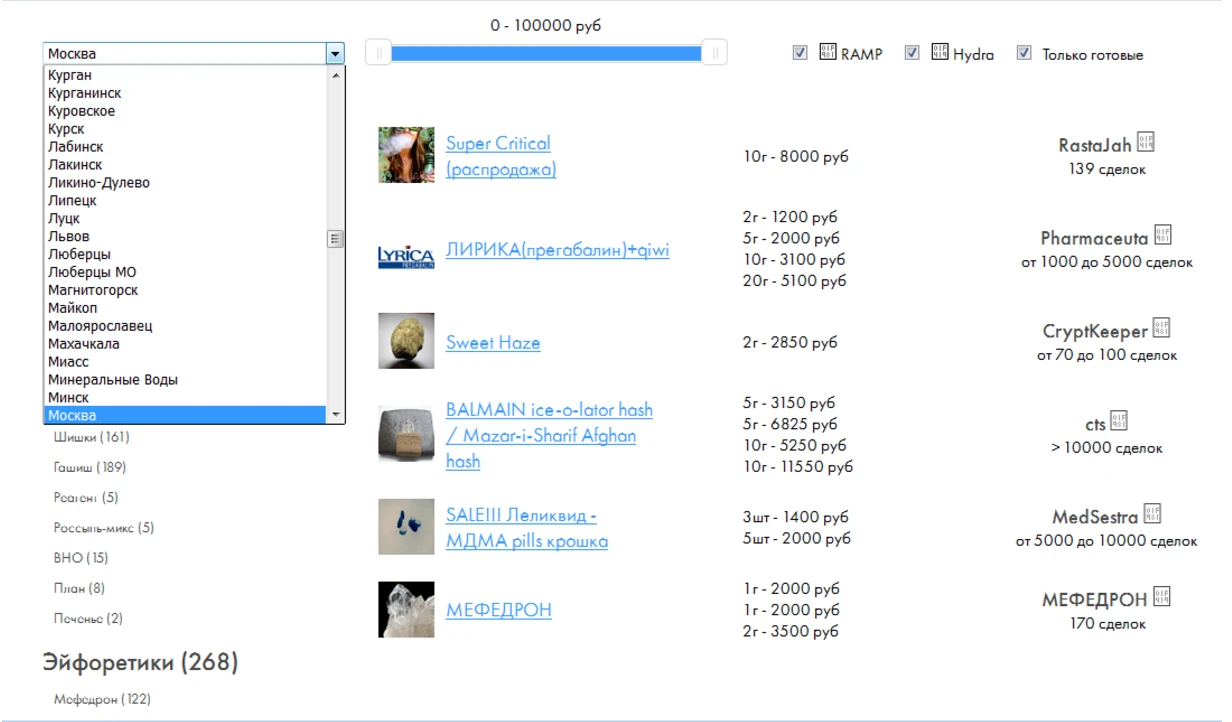 0 - 100000 руб
Москва
RAMP
Hydra
Только готовые
Курган
Курганинск
Куровское
Курск
Лабинск
Лакинск
Ликино-Дулево
Липецк
Луцк
Львов
Люберцы
Люберцы МО
Магнитогорск
Майкоп
Малоярославец
Махачкала
Миасс
Минеральные Воды
Минск
Москва
Шишки (161)
Гашиш (189)
Реагент (5)
Россыпь-микс (5)
ВНО (15)
План (8)
Печенье (2)
Эйфоретики (268)
Мефедрон (122)
Super Critical
(распродажа)
10г - 8000 руб
RastaJah
139 сделок
LYRICA
PREGABALIN
ЛИРИКА(прегабалин)+qiwi
2г - 1200 руб
5г - 2000 руб
10г - 3100 руб
20г - 5100 руб
Pharmaceuta
от 1000 до 5000 сделок
Sweet Haze
2г - 2850 руб
CryptKeeper
от 70 до 100 сделок
BALMAIN ice-o-lator hash
/ Mazar-i-Sharif Afghan
hash
5г - 3150 руб
5г - 6825 руб
10г - 5250 руб
10г - 11550 руб
cts
> 10000 сделок
SALE!!! Леликвид -
МДМА pills крошка
3шт - 1400 руб
5шт - 2000 руб
MedSestra
от 5000 до 10000 сделок
МЕФЕДРОН
1г - 2000 руб
1г - 2000 руб
2г - 3500 руб
МЕФЕДРОН
170 сделок